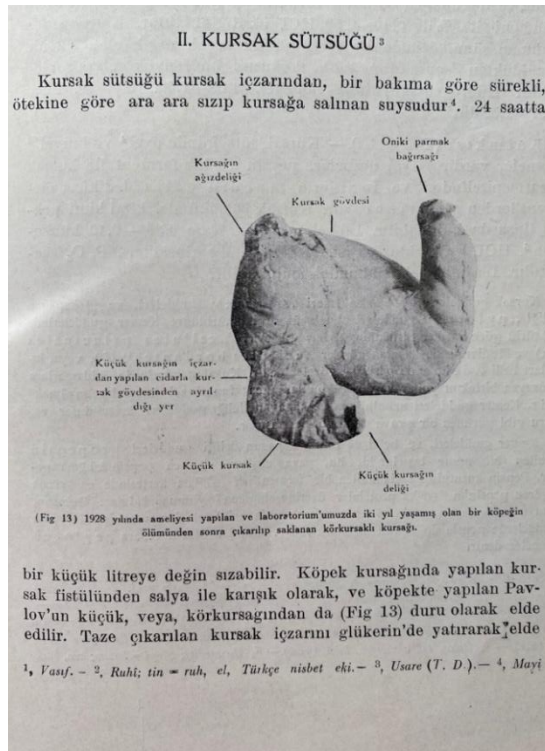 II. KURSAK SÜTSÜĞÜ³
Kursak sütsüğü kursak içzarından, bir bakıma göre sürekli,
ötekine göre ara ara sızıp kursağa salınan suysudur⁴. 24 saatta
Oniki parmak
bağırsağı
Kursağın
ağızdeliği
Kursak gövdesi
Küçük kursağın içzar-
dan yapılan cidarla kur-
sak gövdesinden ayrıl-
dığı yer
Küçük kursak
Küçük kursağın
deliği
(Fig 13) 1928 yılında ameliyesi yapılan ve laboratorium'umuzda iki yıl yaşamış olan bir köpeğin
ölümünden sonra çıkarılıp saklanan körkursaklı kursağı.
bir küçük litreye değin sızabilir. Köpek kursağında yapılan kur-
sak fistülünden salya ile karışık olarak, ve köpekte yapılan Pav-
lov'un küçük, veya, körkursagından da (Fig 13) duru olarak elde
edilir. Taze çıkarılan kursak içzarını glükerin'de yatırarak elde
¹, Vasıf. - ², Ruhî; tin = ruh, el, Türkçe nisbet eki.- ³, Usare (T. D.).- ⁴, Mayi